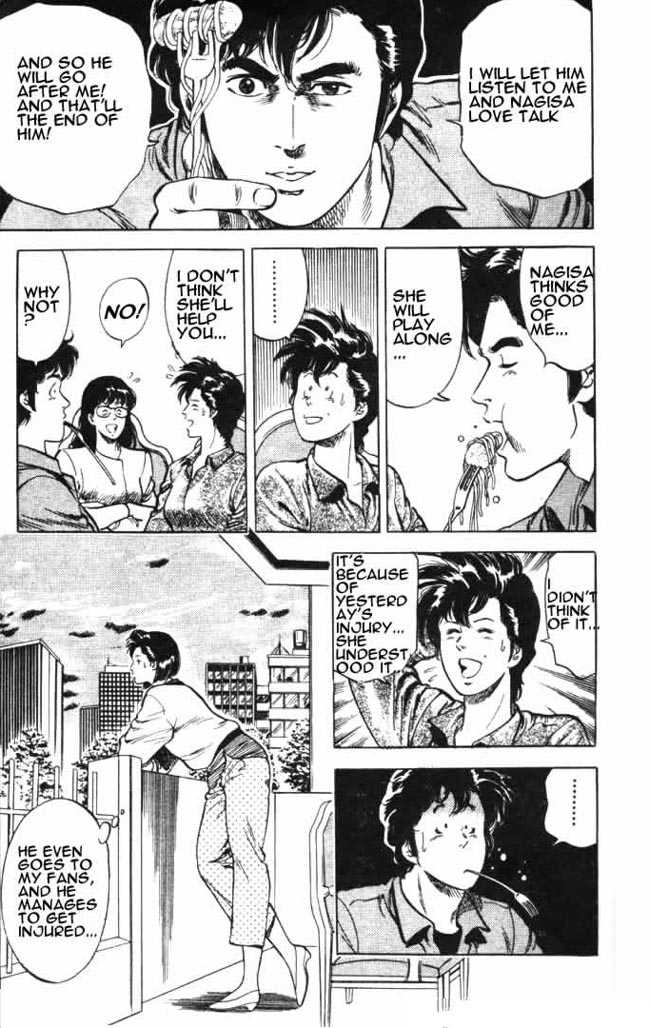 I WILL LET HIM
LISTEN TO ME
AND NAGISA
LOVE TALK
AND SO HE
WILL GO
AFTER ME!
AND THAT'LL
THE END OF
HIM!
NAGISA
THINKS
GOOD
OF
ME...
SHE
WILL
PLAY
ALONG
...
.........
I DON'T
THINK
SHE'LL
HELP
YOU...
NO!
WHY
NOT
?
I
DIDN'T
THINK
OF IT...
IT'S
BECAUSE
OF
YESTERD
AY'S
INJURY...
SHE
UNDERST
OOD IT...
.........
HE EVEN
GOES TO
MY FANS,
AND HE
MANAGES
TO GET
INJURED...